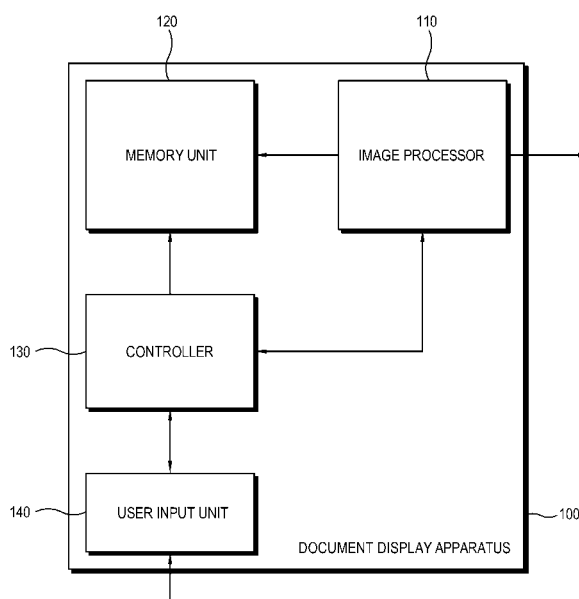 120
110
MEMORY UNIT
IMAGE PROCESSOR
130
CONTROLLER
140
USER INPUT UNIT
100
DOCUMENT DISPLAY APPARATUS